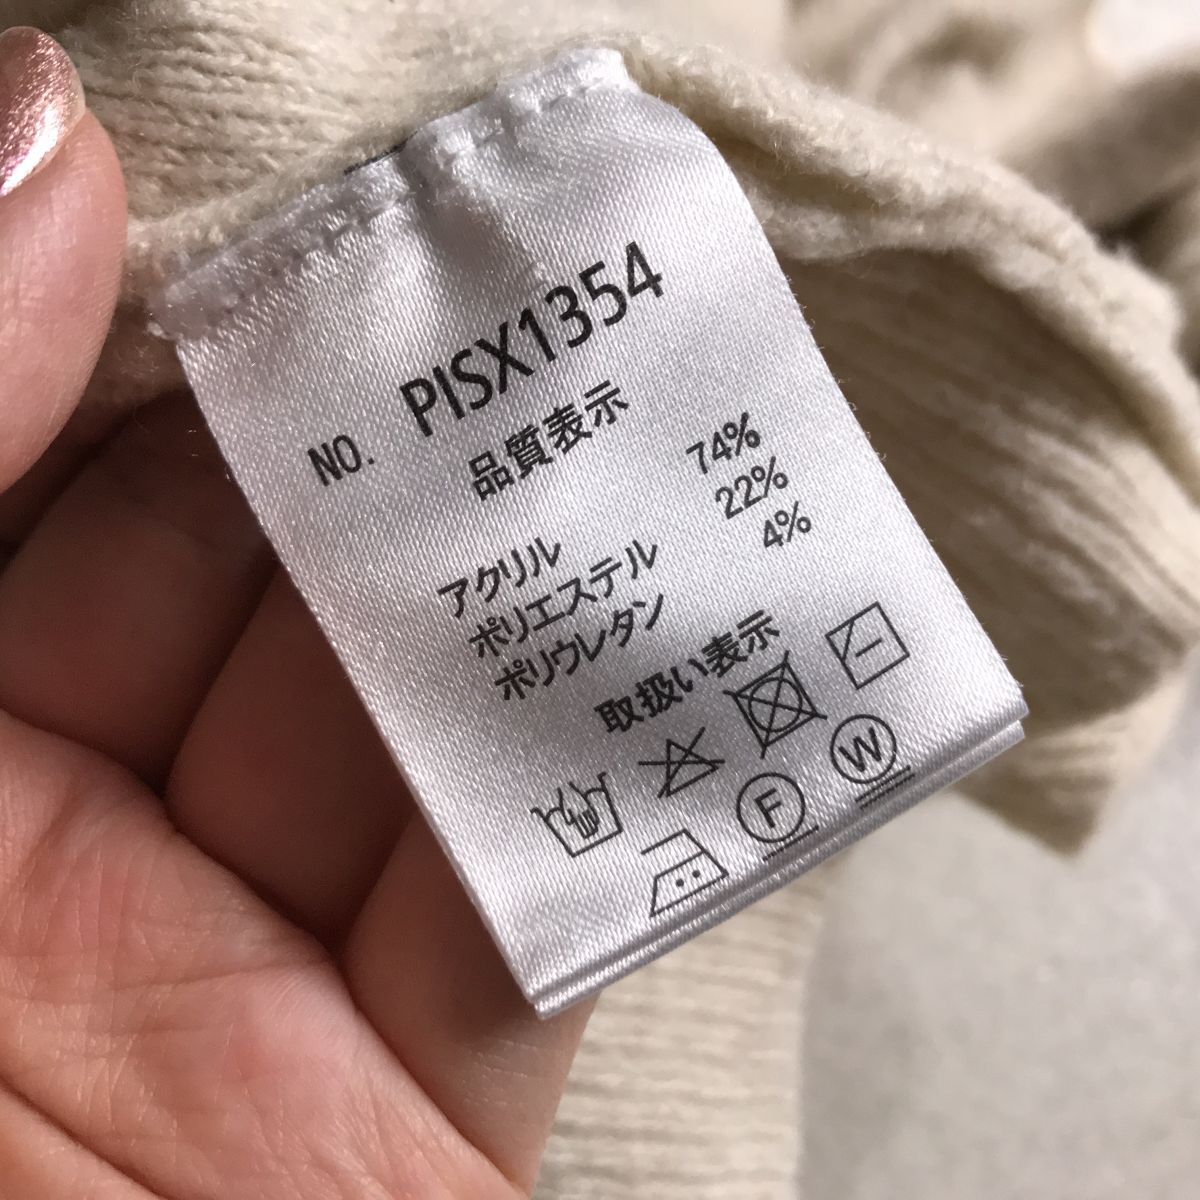 NO. PISX1354
品質表示
アクリル 74%
ポリエステル 22%
ポリウレタン 4%
取扱い表示
F W